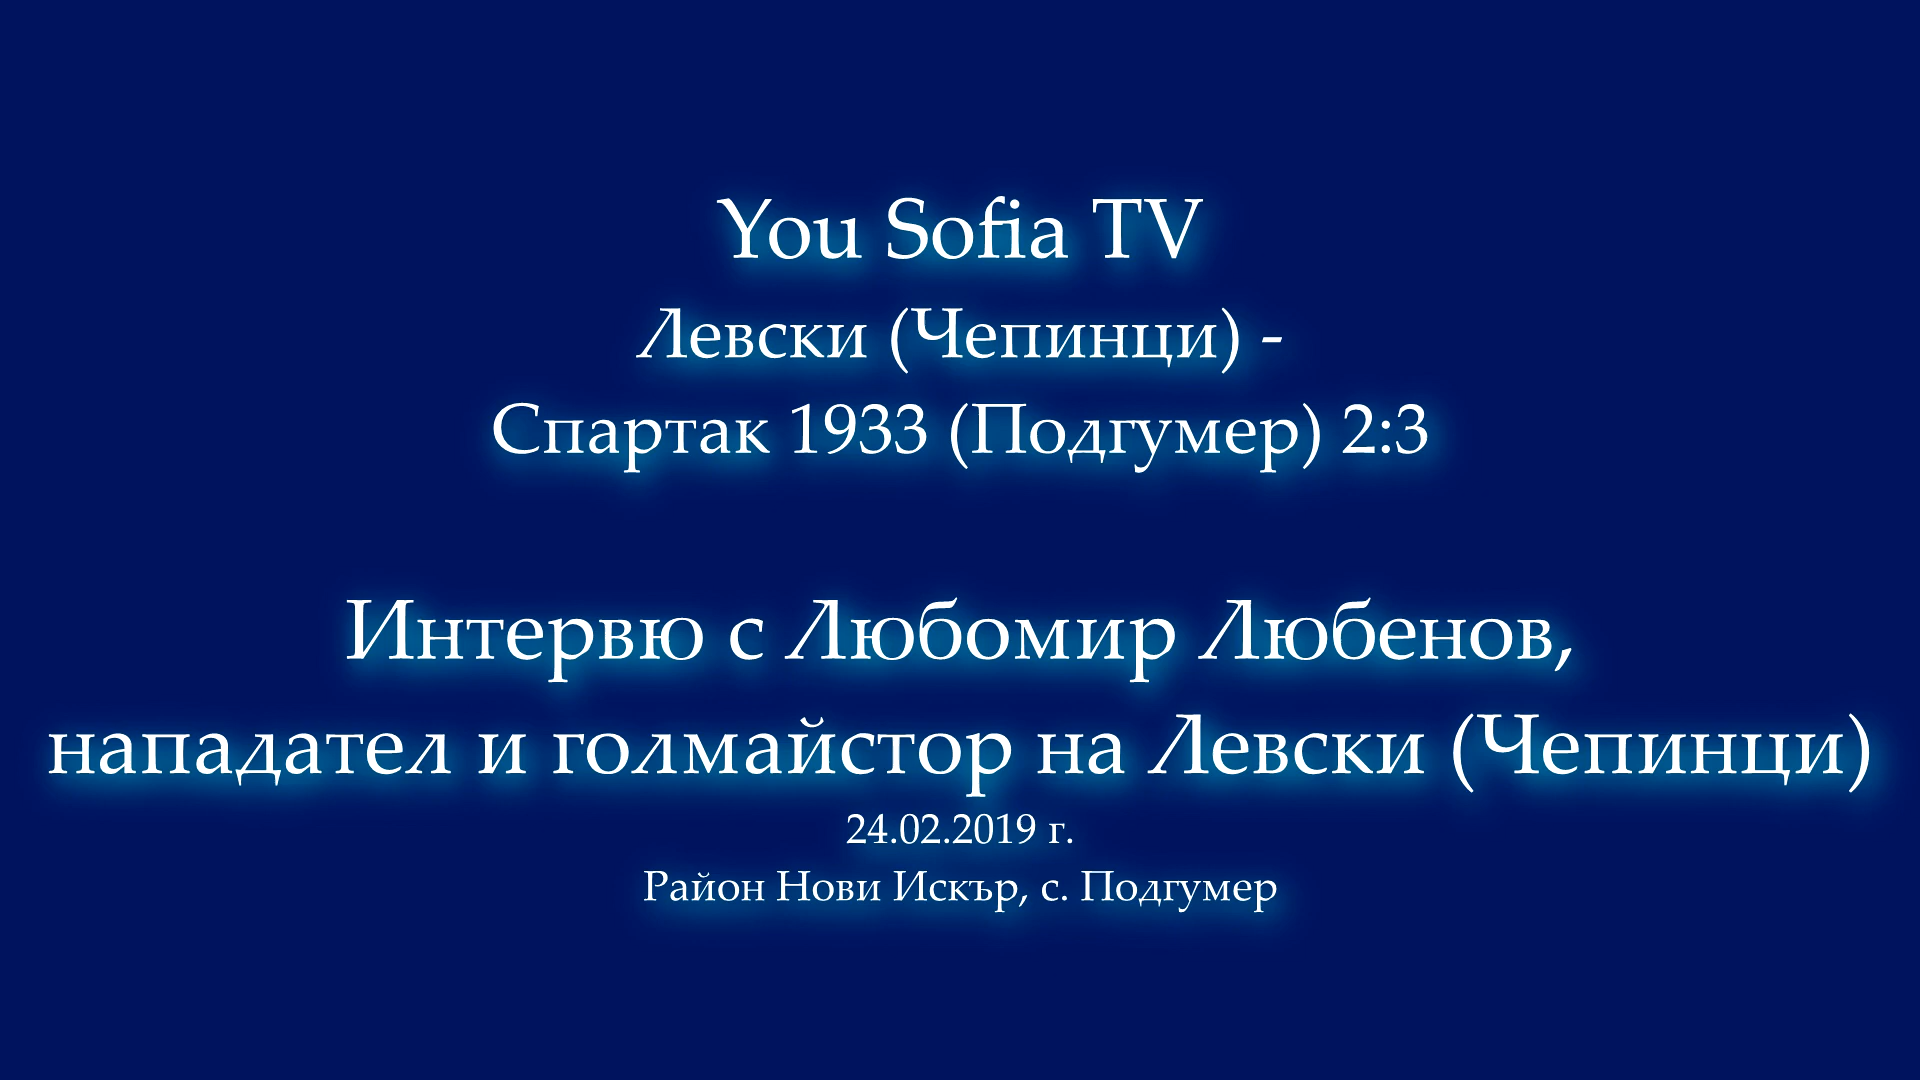 You Sofia TV
Левски (Чепинци) -
Спартак 1933 (Подгумер) 2:3
Интервю с Любомир Любенов,
нападател и голмайстор на Левски (Чепинци)
24.02.2019 г.
Район Нови Искър, с. Подгумер